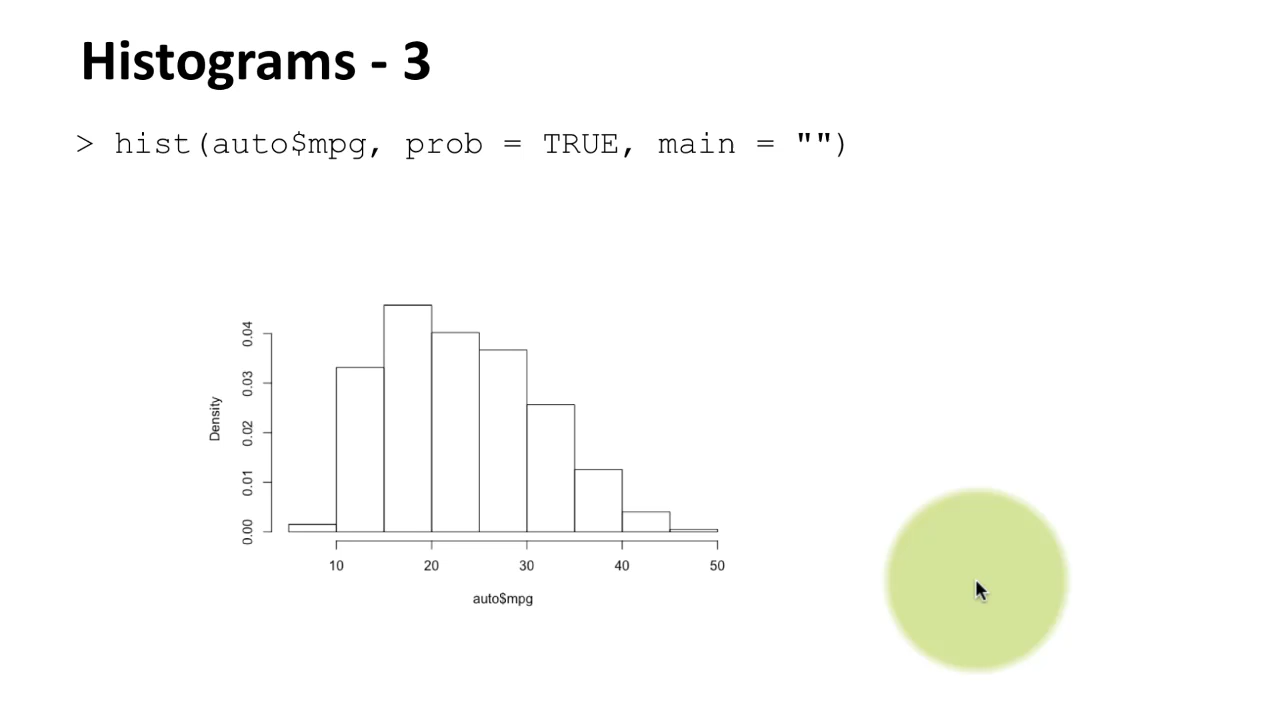 Histograms - 3
> hist(auto$mpg, prob = TRUE, main = "")
0.04
0.03
0.02
0.01
0.00
Density
10 20 30 40 50
auto$mpg